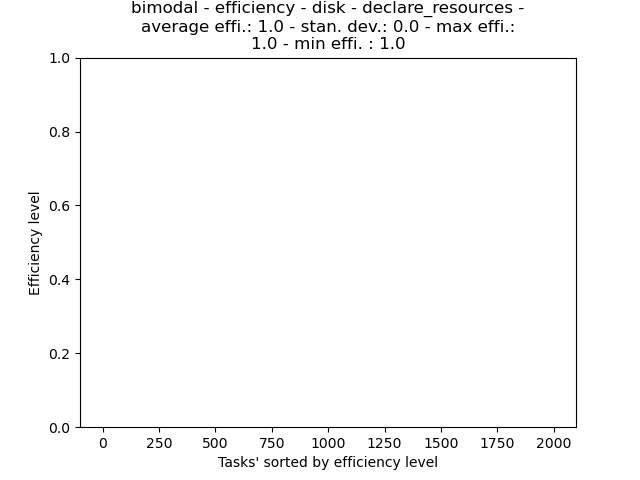 bimodal - efficiency - disk - declare_resources -
average effi.: 1.0 - stan. dev.: 0.0 - max effi.:
1.0 - min effi. : 1.0
1.0
0.8
0.6
0.4
0.2
0.0
Efficiency level
0 250 500 750 1000 1250 1500 1750 2000
Tasks' sorted by efficiency level